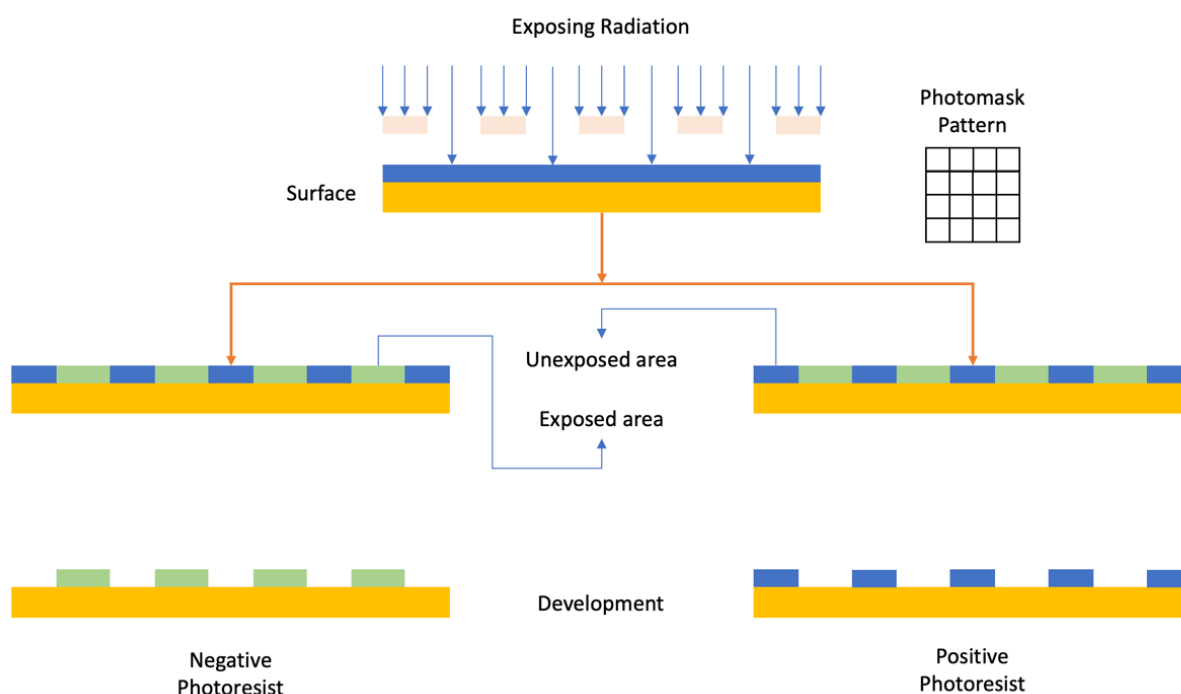 Exposing Radiation
Photomask
Pattern
Surface
Unexposed area
Exposed area
Development
Negative
Photoresist
Positive
Photoresist